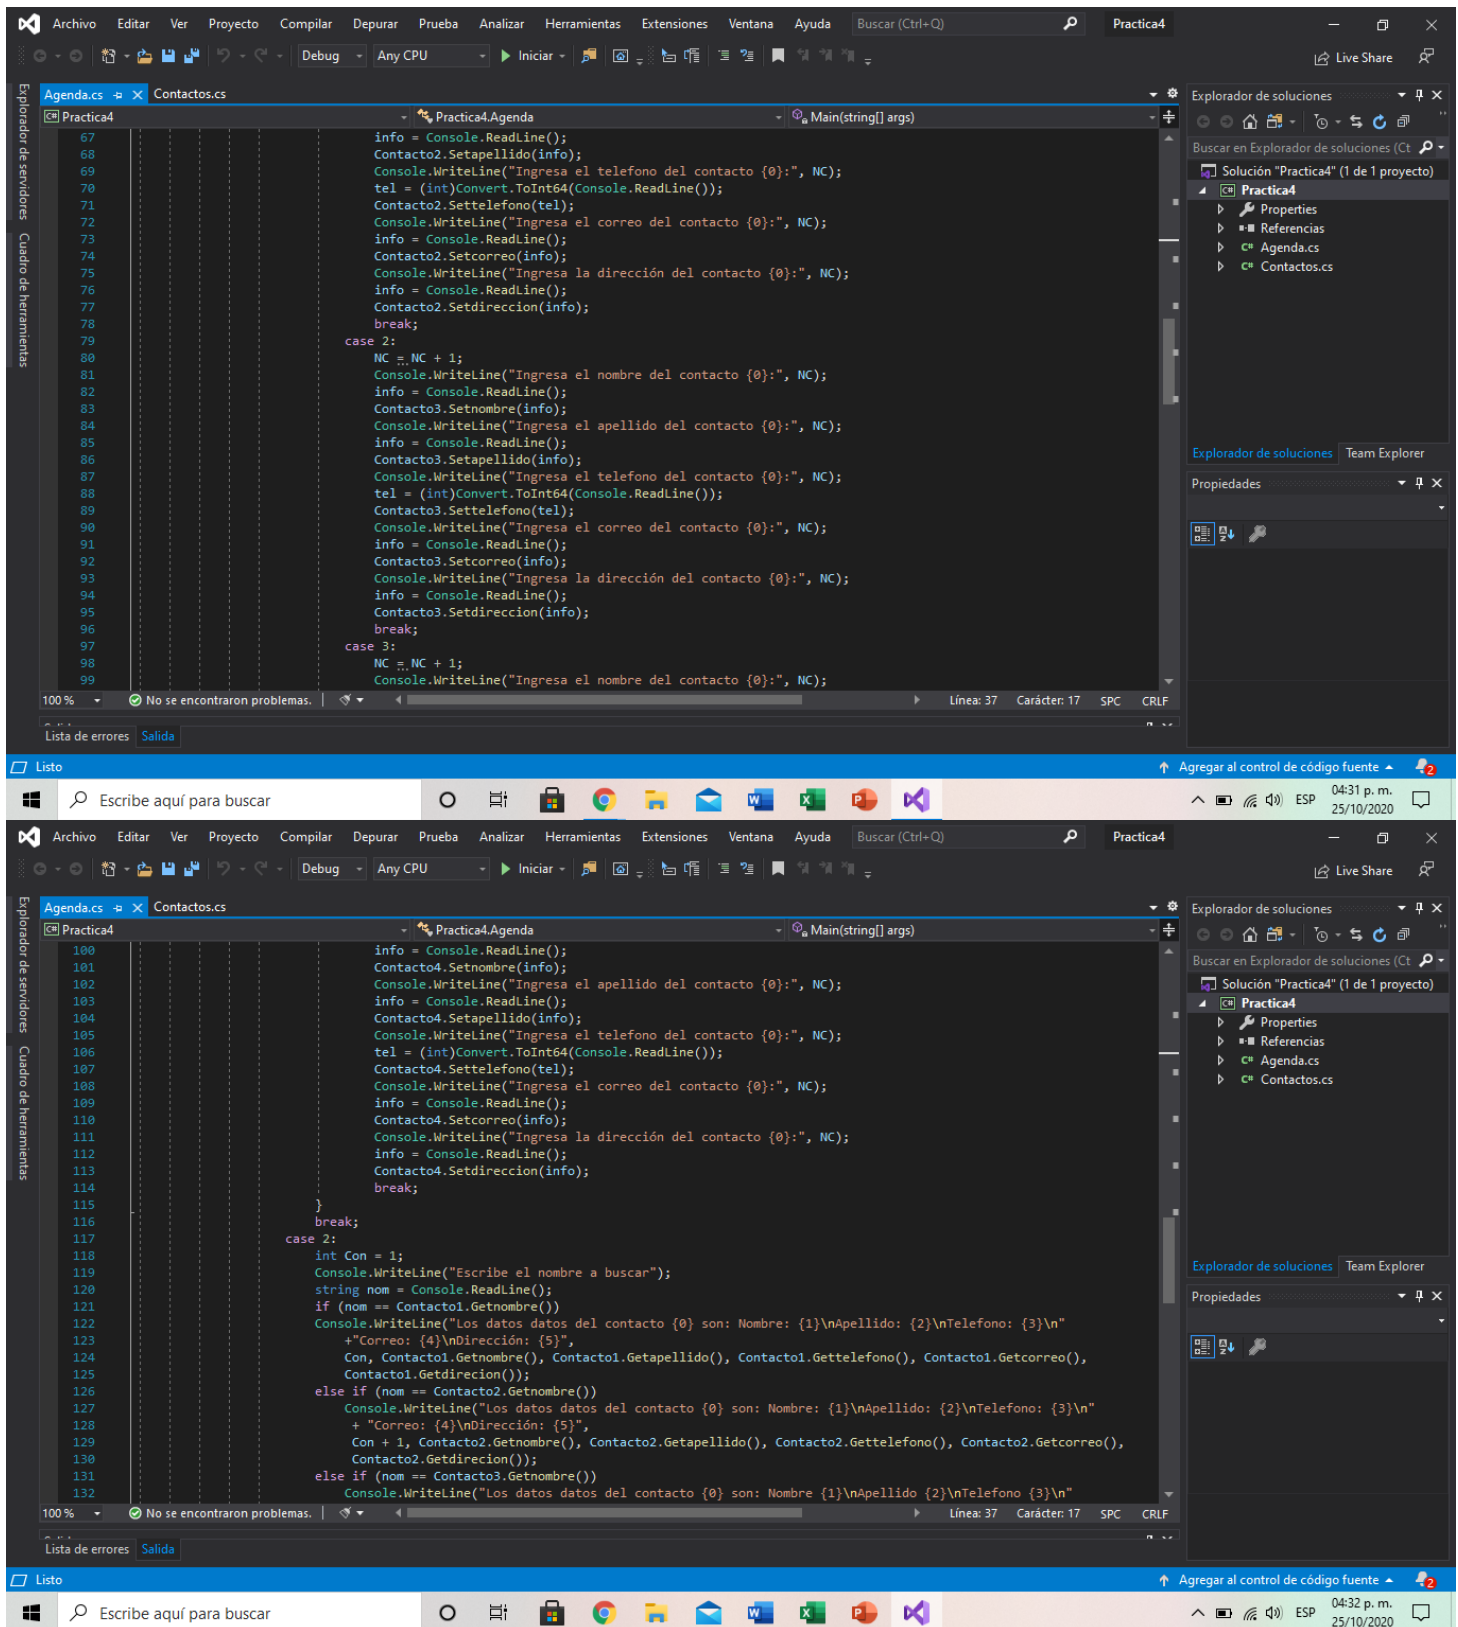 Archivo Editar Ver Proyecto Compilar Depurar Prueba Analizar Herramientas Extensiones Ventana Ayuda Buscar (Ctrl+Q) Practica4
Debug Any CPU Iniciar Live Share
Explorador de servidores
Cuadro de herramientas
Agenda.cs Contactos.cs
Practica4 Practica4.Agenda Main(string[] args)
67 info = Console.ReadLine();
68 Contacto2.Setapellido(info);
69 Console.WriteLine("Ingresa el telefono del contacto {0}:", NC);
70 tel = (int)Convert.ToInt64(Console.ReadLine());
71 Contacto2.Settelefono(tel);
72 Console.WriteLine("Ingresa el correo del contacto {0}:", NC);
73 info = Console.ReadLine();
74 Contacto2.Setcorreo(info);
75 Console.WriteLine("Ingresa la dirección del contacto {0}:", NC);
76 info = Console.ReadLine();
77 Contacto2.Setdireccion(info);
78 break;
79 case 2:
80 NC = NC + 1;
81 Console.WriteLine("Ingresa el nombre del contacto {0}:", NC);
82 info = Console.ReadLine();
83 Contacto3.Setnombre(info);
84 Console.WriteLine("Ingresa el apellido del contacto {0}:", NC);
85 info = Console.ReadLine();
86 Contacto3.Setapellido(info);
87 Console.WriteLine("Ingresa el telefono del contacto {0}:", NC);
88 tel = (int)Convert.ToInt64(Console.ReadLine());
89 Contacto3.Settelefono(tel);
90 Console.WriteLine("Ingresa el correo del contacto {0}:", NC);
91 info = Console.ReadLine();
92 Contacto3.Setcorreo(info);
93 Console.WriteLine("Ingresa la dirección del contacto {0}:", NC);
94 info = Console.ReadLine();
95 Contacto3.Setdireccion(info);
96 break;
97 case 3:
98 NC = NC + 1;
99 Console.WriteLine("Ingresa el nombre del contacto {0}:", NC);
100 % No se encontraron problemas. Línea: 37 Carácter: 17 SPC CRLF
Lista de errores Salida
Explorador de soluciones
Buscar en Explorador de soluciones (Ct
Solución "Practica4" (1 de 1 proyecto)
Practica4
Properties
Referencias
Agenda.cs
Contactos.cs
Explorador de soluciones Team Explorer
Propiedades
Listo Agregar al control de código fuente 2
Escribe aquí para buscar ESP 04:31 p. m.
25/10/2020
Archivo Editar Ver Proyecto Compilar Depurar Prueba Analizar Herramientas Extensiones Ventana Ayuda Buscar (Ctrl+Q) Practica4
Debug Any CPU Iniciar Live Share
Explorador de servidores
Cuadro de herramientas
Agenda.cs Contactos.cs
Practica4 Practica4.Agenda Main(string[] args)
100 info = Console.ReadLine();
101 Contacto4.Setnombre(info);
102 Console.WriteLine("Ingresa el apellido del contacto {0}:", NC);
103 info = Console.ReadLine();
104 Contacto4.Setapellido(info);
105 Console.WriteLine("Ingresa el telefono del contacto {0}:", NC);
106 tel = (int)Convert.ToInt64(Console.ReadLine());
107 Contacto4.Settelefono(tel);
108 Console.WriteLine("Ingresa el correo del contacto {0}:", NC);
109 info = Console.ReadLine();
110 Contacto4.Setcorreo(info);
111 Console.WriteLine("Ingresa la dirección del contacto {0}:", NC);
112 info = Console.ReadLine();
113 Contacto4.Setdireccion(info);
114 break;
115 }
116 break;
117 case 2:
118 int Con = 1;
119 Console.WriteLine("Escribe el nombre a buscar");
120 string nom = Console.ReadLine();
121 if (nom == Contacto1.Getnombre())
122 Console.WriteLine("Los datos datos del contacto {0} son: Nombre: {1}\nApellido: {2}\nTelefono: {3}\n"
123 +"Correo: {4}\nDirección: {5}",
124 Con, Contacto1.Getnombre(), Contacto1.Getapellido(), Contacto1.Gettelefono(), Contacto1.Getcorreo(),
125 Contacto1.Getdirecion());
126 else if (nom == Contacto2.Getnombre())
127 Console.WriteLine("Los datos datos del contacto {0} son: Nombre: {1}\nApellido: {2}\nTelefono: {3}\n"
128 + "Correo: {4}\nDirección: {5}",
129 Con + 1, Contacto2.Getnombre(), Contacto2.Getapellido(), Contacto2.Gettelefono(), Contacto2.Getcorreo(),
130 Contacto2.Getdirecion());
131 else if (nom == Contacto3.Getnombre())
132 Console.WriteLine("Los datos datos del contacto {0} son: Nombre {1}\nApellido {2}\nTelefono {3}\n"
100 % No se encontraron problemas. Línea: 37 Carácter: 17 SPC CRLF
Lista de errores Salida
Explorador de soluciones
Buscar en Explorador de soluciones (Ct
Solución "Practica4" (1 de 1 proyecto)
Practica4
Properties
Referencias
Agenda.cs
Contactos.cs
Explorador de soluciones Team Explorer
Propiedades
Listo Agregar al control de código fuente 2
Escribe aquí para buscar ESP 04:32 p. m.
25/10/2020